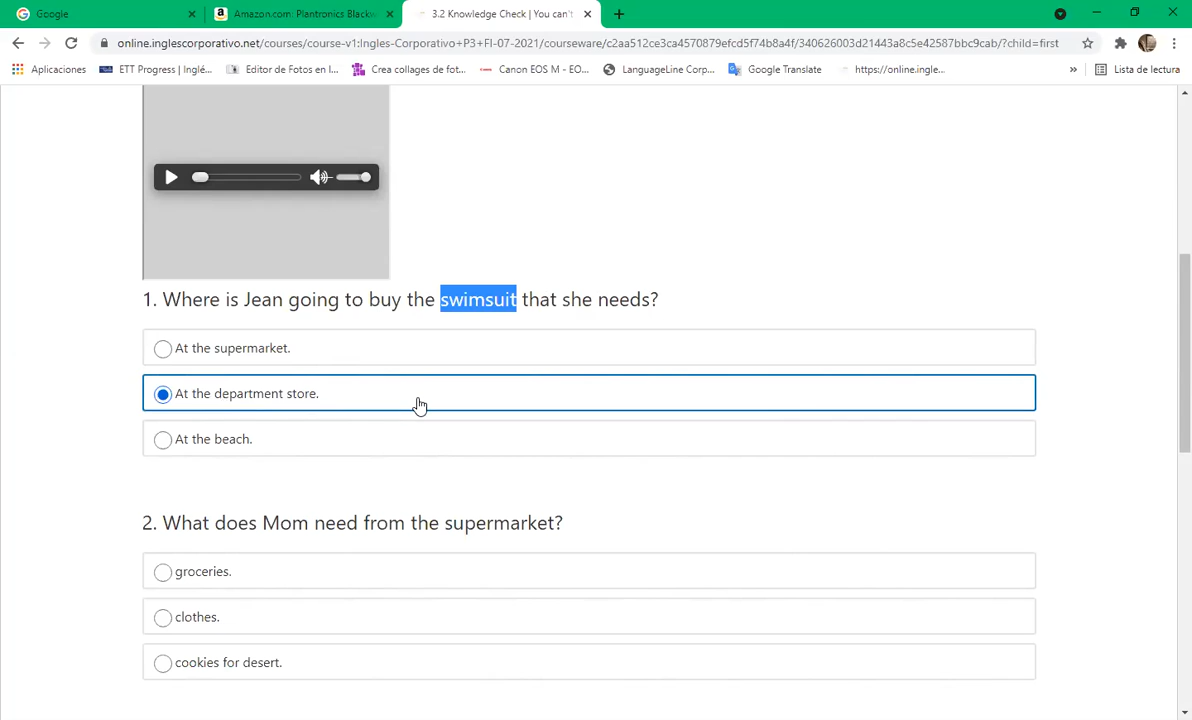 Google
Amazon.com: Plantronics Blackw
3.2 Knowledge Check | You can't
online.inglescorporativo.net/courses/course-v1:Ingles-Corporativo+P3+FI-07-2021/courseware/c2aa512ce3ca4570879efcd5f74b8a4f/340626003d21443a8c5e42587bbc9cab/?child=first
Aplicaciones
ETT Progress | Inglé...
Editor de Fotos en l...
Crea collages de fot...
Canon EOS M - EO...
LanguageLine Corp...
Google Translate
https://online.ingle...
»
Lista de lectura
1. Where is Jean going to buy the swimsuit that she needs?
At the supermarket.
At the department store.
At the beach.
2. What does Mom need from the supermarket?
groceries.
clothes.
cookies for desert.